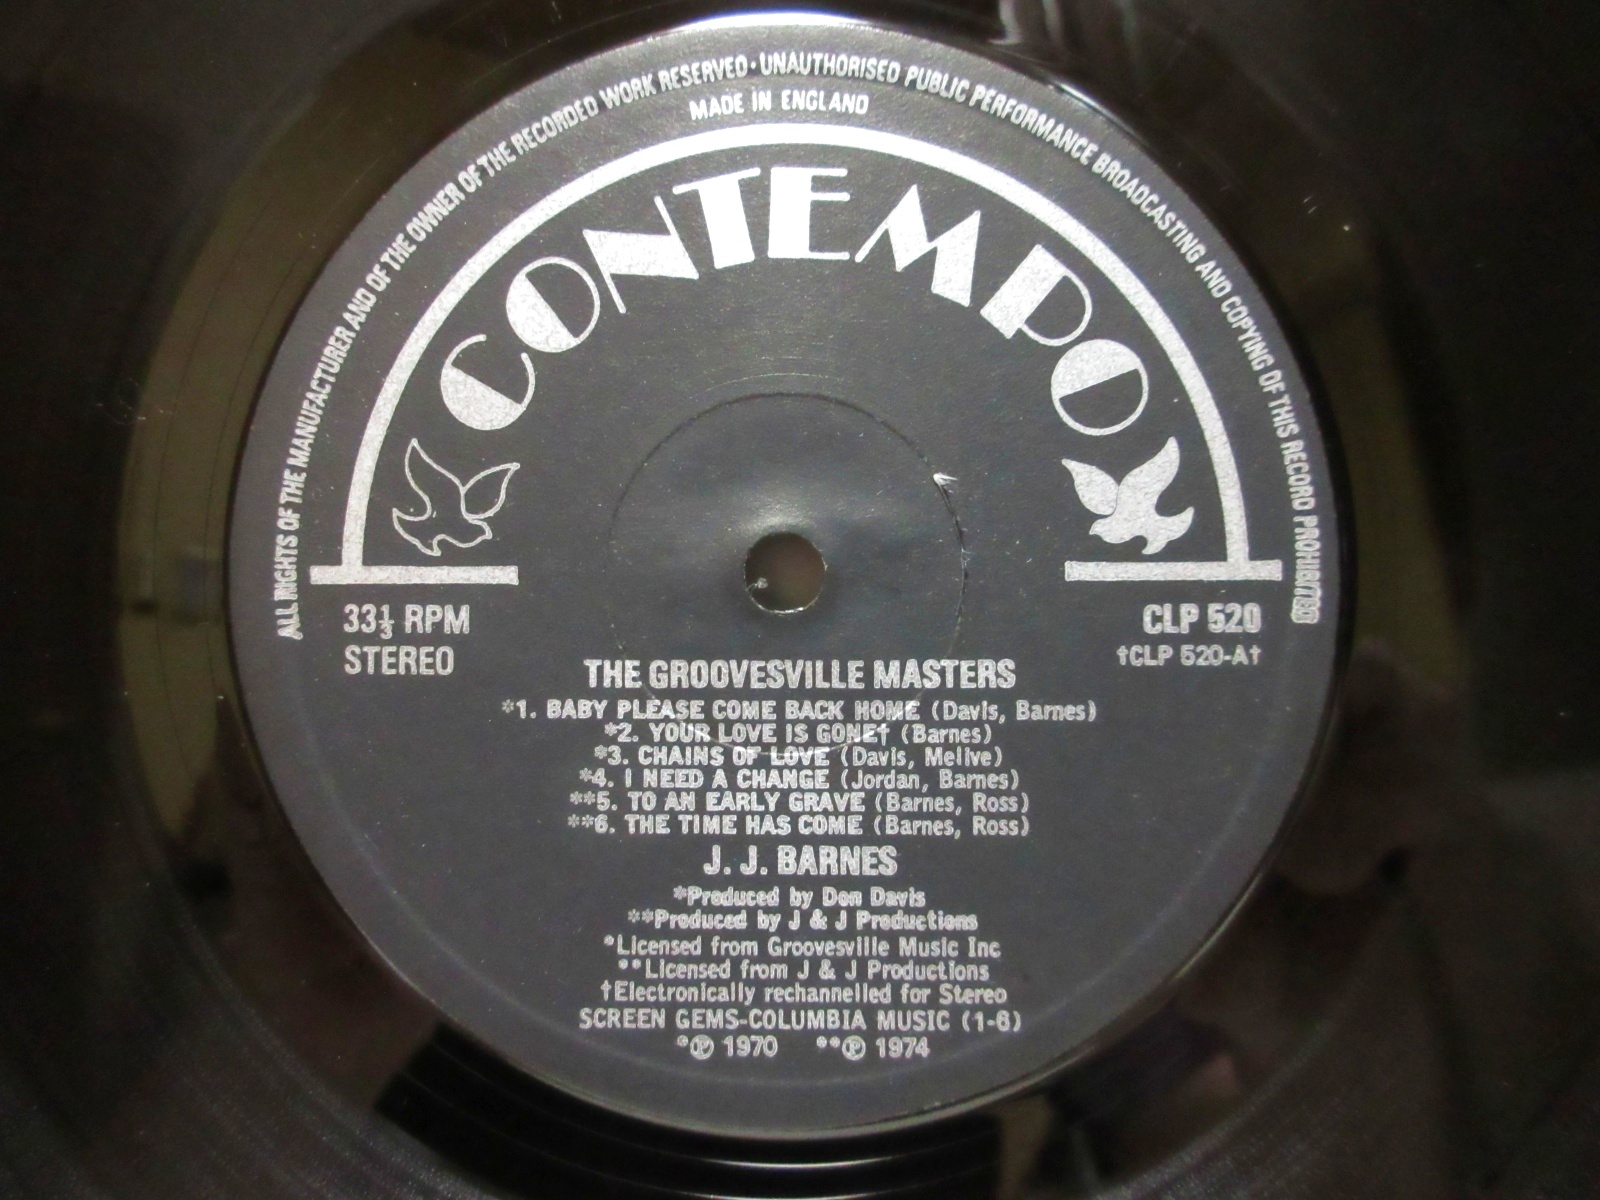 ALL RIGHTS OF THE MANUFACTURER AND OF THE OWNER OF THE RECORDED WORK RESERVED · UNAUTHORISED PUBLIC PERFORMANCE BROADCASTING AND COPYING OF THIS RECORD PROHIBITED
MADE IN ENGLAND
CONTEMPO
33⅓ RPM
STEREO
CLP 520
†CLP 520-A†
THE GROOVESVILLE MASTERS
*1. BABY PLEASE COME BACK HOME (Davis, Barnes)
*2. YOUR LOVE IS GONE† (Barnes)
*3. CHAINS OF LOVE (Davis, Melive)
*4. I NEED A CHANGE (Jordan, Barnes)
**5. TO AN EARLY GRAVE (Barnes, Ross)
**6. THE TIME HAS COME (Barnes, Ross)
J. J. BARNES
*Produced by Don Davis
**Produced by J & J Productions
*Licensed from Groovesville Music Inc
**Licensed from J & J Productions
†Electronically rechannelled for Stereo
SCREEN GEMS-COLUMBIA MUSIC (1-6)
*℗ 1970 **℗ 1974